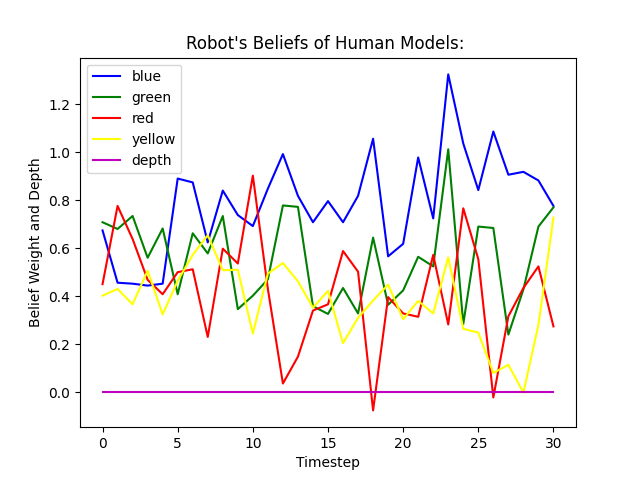 Robot's Beliefs of Human Models:
blue
green
red
yellow
depth
Belief Weight and Depth
1.2
1.0
0.8
0.6
0.4
0.2
0.0
0 5 10 15 20 25 30
Timestep